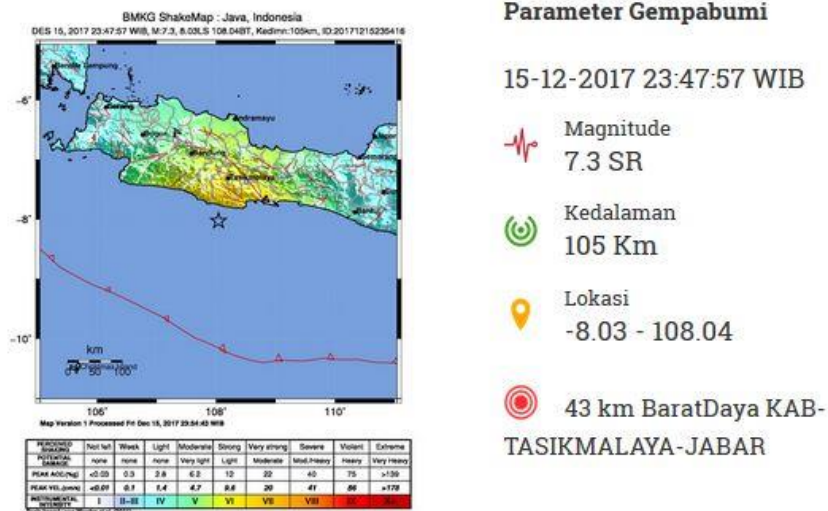 BMKG ShakeMap : Java, Indonesia
DES 15, 2017 23:47:57 WIB, M:7.3, 8.03LS 108.04BT, Kedlmn:105km, ID:20171215235416
Indramayu
-6°
-8°
-10°
km
0 50 100
106° 108° 110°
Map Version 1 Processed Fri Dec 15, 2017 23:54:43 WIB
PERCEIVED SHAKING Not felt Weak Light Moderate Strong Very strong Severe Violent Extreme
POTENTIAL DAMAGE none none none Very light Light Moderate Mod./Heavy Heavy Very Heavy
PEAK ACC.(%g) <0.03 0.3 2.8 6.2 12 22 40 75 >139
PEAK VEL.(cm/s) <0.01 0.1 1.4 4.7 9.6 20 41 86 >178
INSTRUMENTAL INTENSITY I II-III IV V VI VII VIII
Parameter Gempabumi
15-12-2017 23:47:57 WIB
Magnitude
7.3 SR
Kedalaman
105 Km
Lokasi
-8.03 - 108.04
43 km BaratDaya KAB-
TASIKMALAYA-JABAR